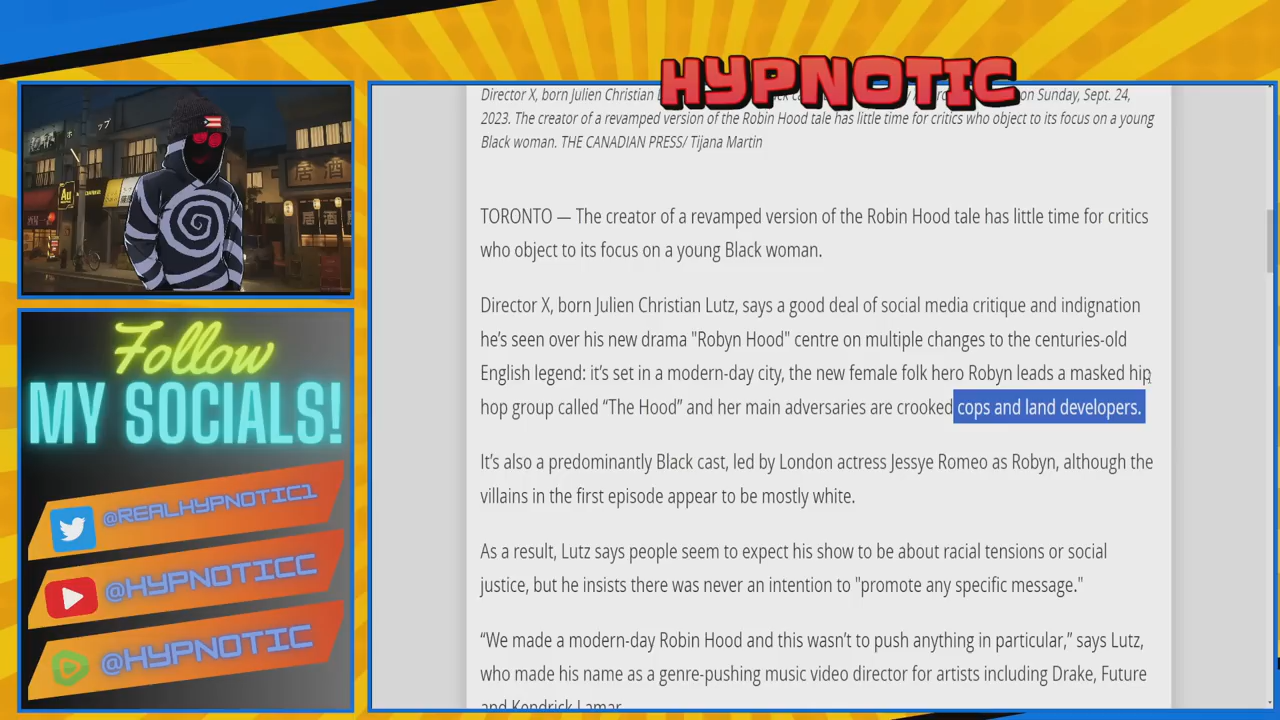 HYPNOTIC
Director X, born Julien Christian
on Sunday, Sept. 24,
2023. The creator of a revamped version of the Robin Hood tale has little time for critics who object to its focus on a young
Black woman. THE CANADIAN PRESS/ Tijana Martin
TORONTO — The creator of a revamped version of the Robin Hood tale has little time for critics
who object to its focus on a young Black woman.
Director X, born Julien Christian Lutz, says a good deal of social media critique and indignation
he's seen over his new drama "Robyn Hood" centre on multiple changes to the centuries-old
English legend: it’s set in a modern-day city, the new female folk hero Robyn leads a masked hip
hop group called “The Hood” and her main adversaries are crooked cops and land developers.
It’s also a predominantly Black cast, led by London actress Jessye Romeo as Robyn, although the
villains in the first episode appear to be mostly white.
As a result, Lutz says people seem to expect his show to be about racial tensions or social
justice, but he insists there was never an intention to "promote any specific message."
“We made a modern-day Robin Hood and this wasn’t to push anything in particular,” says Lutz,
who made his name as a genre-pushing music video director for artists including Drake, Future
and Kendrick Lamar.
Au
居酒
Follow
MY SOCIALS!
@REALHYPNOTIC1
@HYPNOTICC
@HYPNOTIC